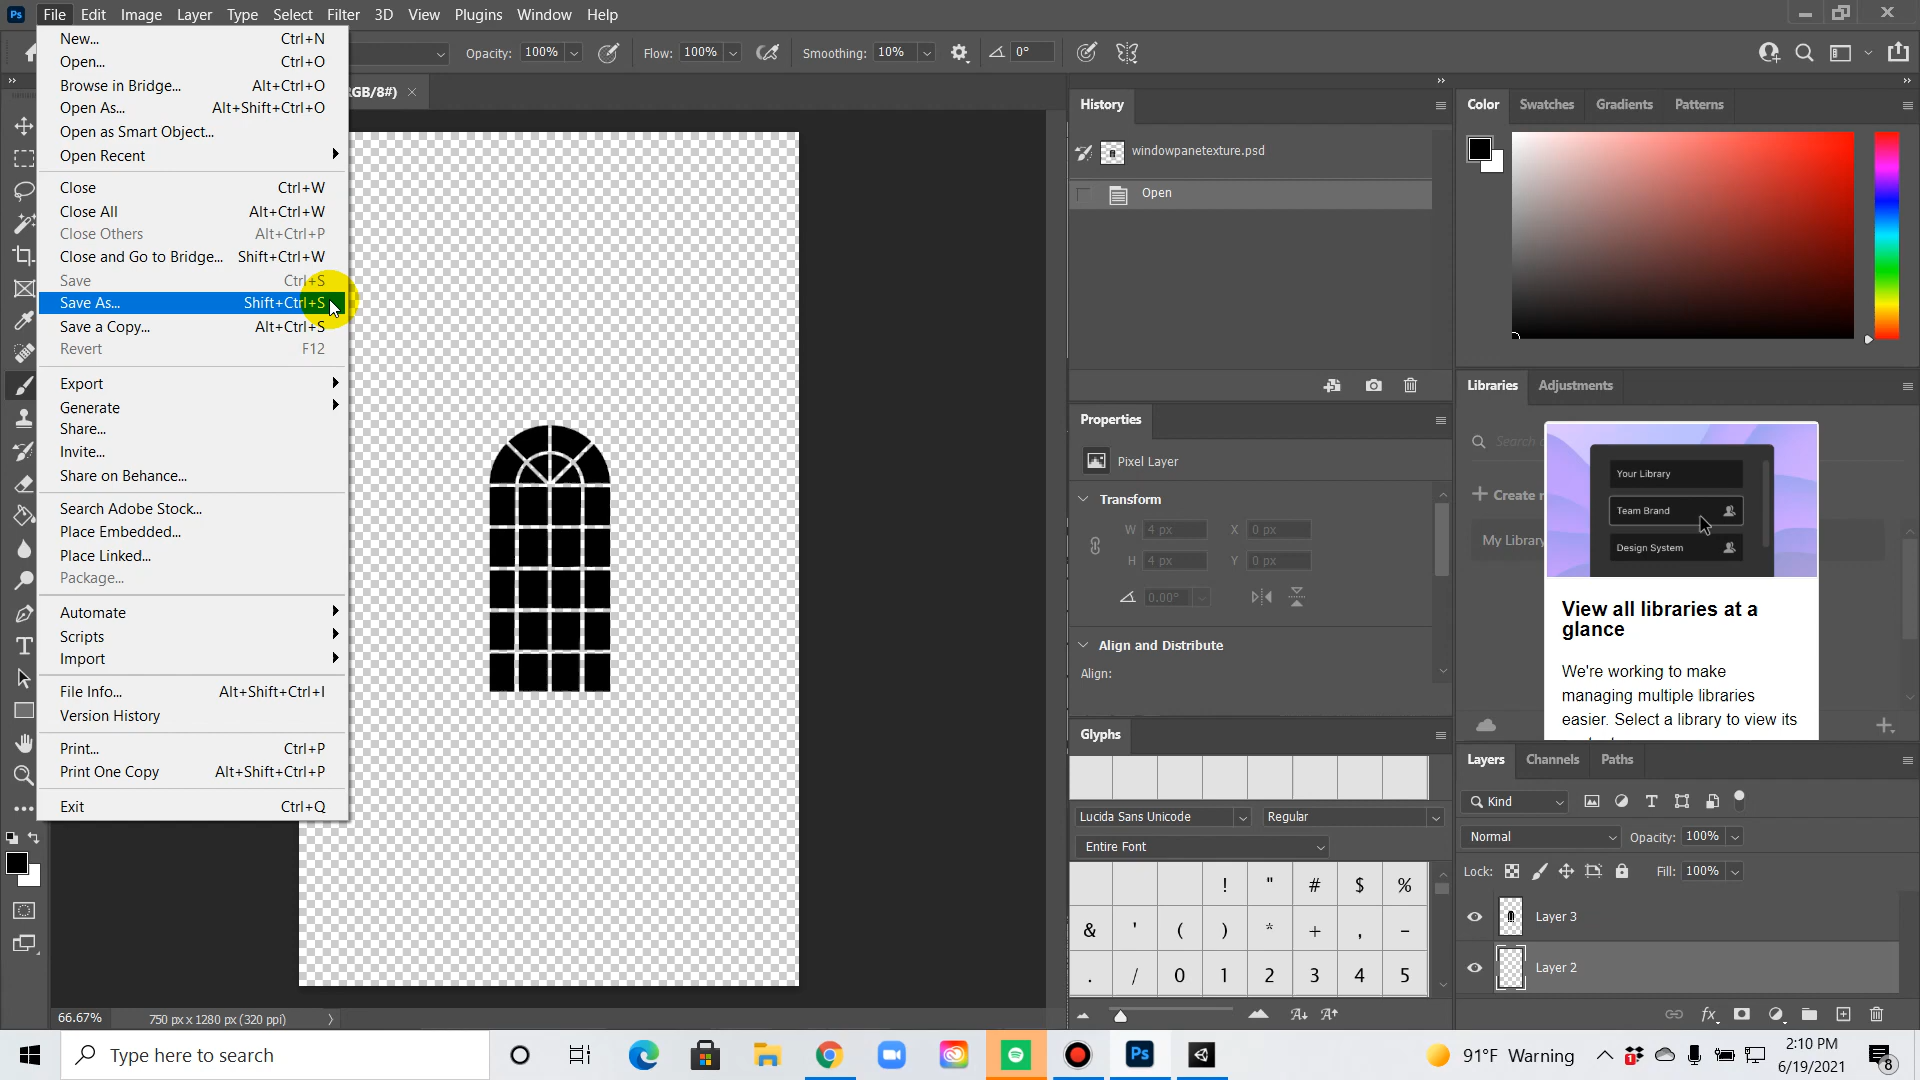 Ps File Edit Image Layer Type Select Filter 3D View Plugins Window Help
Opacity: 100% Flow: 100% Smoothing: 10% 0°
GB/8#)
New... Ctrl+N
Open... Ctrl+O
Browse in Bridge... Alt+Ctrl+O
Open As... Alt+Shift+Ctrl+O
Open as Smart Object...
Open Recent
Close Ctrl+W
Close All Alt+Ctrl+W
Close Others Alt+Ctrl+P
Close and Go to Bridge... Shift+Ctrl+W
Save Ctrl+S
Save As... Shift+Ctrl+S
Save a Copy... Alt+Ctrl+S
Revert F12
Export
Generate
Share...
Invite...
Share on Behance...
Search Adobe Stock...
Place Embedded...
Place Linked...
Package...
Automate
Scripts
Import
File Info... Alt+Shift+Ctrl+I
Version History
Print... Ctrl+P
Print One Copy Alt+Shift+Ctrl+P
Exit Ctrl+Q
66.67% 750 px x 1280 px (320 ppi)
History
windowpanetexture.psd
Open
Properties
Pixel Layer
Transform
W 4 px X 0 px
H 4 px Y 0 px
0.00°
Align and Distribute
Align:
Glyphs
Lucida Sans Unicode Regular
Entire Font
! " # $ %
& ' ( ) * + , -
. / 0 1 2 3 4 5
Color Swatches Gradients Patterns
Libraries Adjustments
Search
Create
My Library
Your Library
Team Brand
Design System
View all libraries at a
glance
We're working to make
managing multiple libraries
easier. Select a library to view its
Layers Channels Paths
Kind
Normal Opacity: 100%
Lock: Fill: 100%
Layer 3
Layer 2
fx
Type here to search
Ps
91°F Warning
2:10 PM
6/19/2021
8